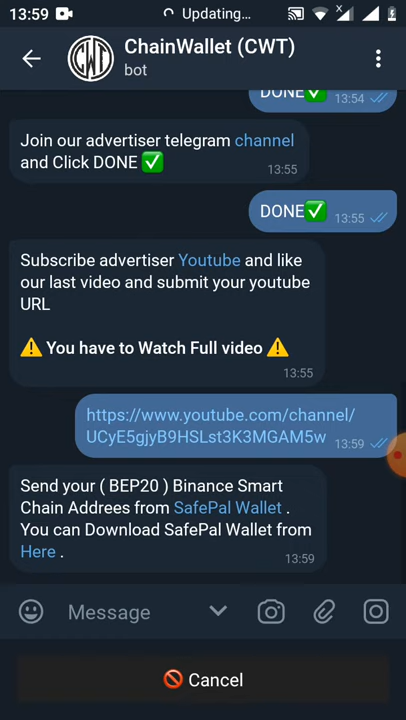 13:59 Updating...
ChainWallet (CWT)
CWT
bot
DONE✅ 13:54
Join our advertiser telegram channel
and Click DONE ✅
13:55
DONE✅ 13:55
Subscribe advertiser Youtube and like
our last video and submit your youtube
URL
⚠️ You have to Watch Full video ⚠️
13:55
https://www.youtube.com/channel/
UCyE5gjyB9HSLst3K3MGAM5w 13:59
Send your ( BEP20 ) Binance Smart
Chain Addrees from SafePal Wallet .
You can Download SafePal Wallet from
Here .
13:59
Message
🚫 Cancel